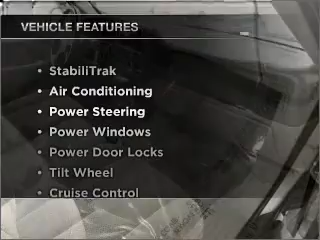 VEHICLE FEATURES
• StabiliTrak
• Air Conditioning
• Power Steering
• Power Windows
• Power Door Locks
• Tilt Wheel
• Cruise Control